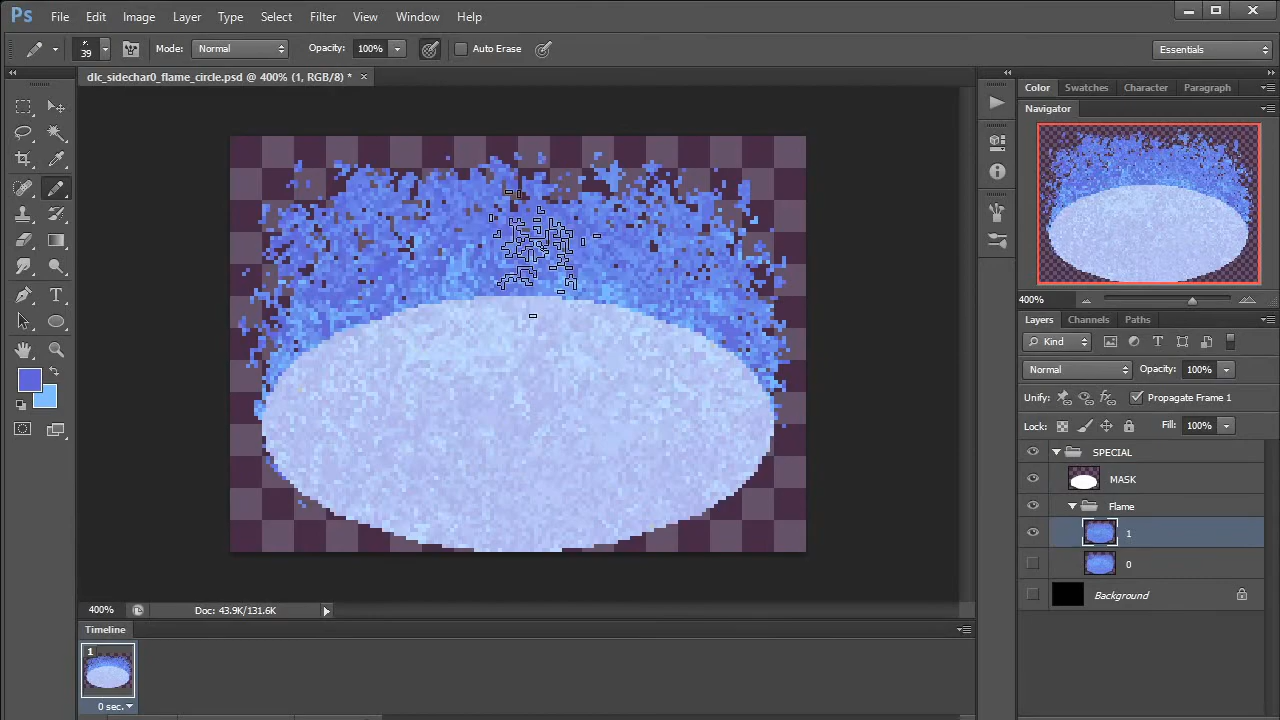 Ps File Edit Image Layer Type Select Filter View Window Help
39 Mode: Normal Opacity: 100% Auto Erase Essentials
dlc_sidechar0_flame_circle.psd @ 400% (1, RGB/8) *
Color Swatches Character Paragraph
Navigator
400%
Layers Channels Paths
Kind
Normal Opacity: 100%
Unify: Propagate Frame 1
Lock: Fill: 100%
SPECIAL
MASK
Flame
1
0
Background
400% Doc: 43.9K/131.6K
Timeline
1
0 sec.